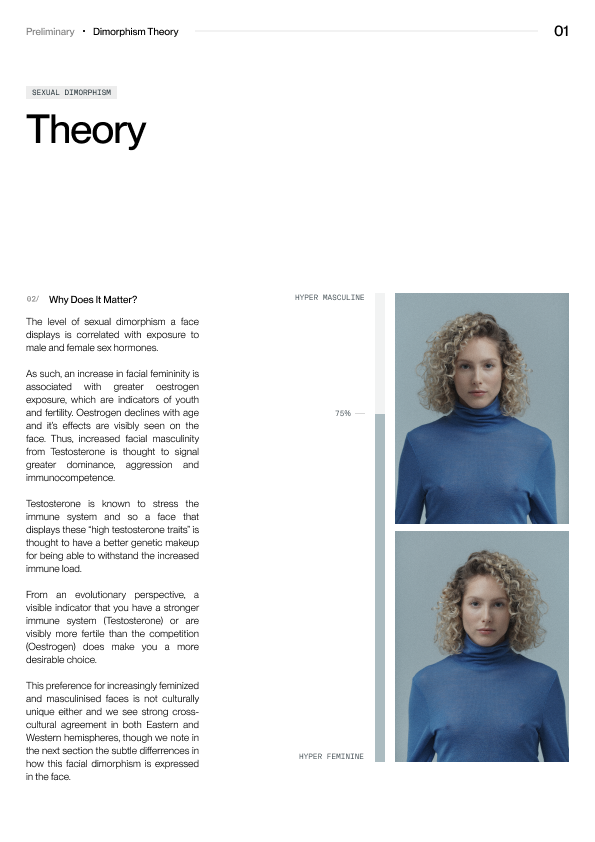 Preliminary • Dimorphism Theory
01
SEXUAL DIMORPHISM
Theory
02/ Why Does It Matter?
The level of sexual dimorphism a face
displays is correlated with exposure to
male and female sex hormones.
As such, an increase in facial femininity is
associated with greater oestrogen
exposure, which are indicators of youth
and fertility. Oestrogen declines with age
and it's effects are visibly seen on the
face. Thus, increased facial masculinity
from Testosterone is thought to signal
greater dominance, aggression and
immunocompetence.
Testosterone is known to stress the
immune system and so a face that
displays these “high testosterone traits” is
thought to have a better genetic makeup
for being able to withstand the increased
immune load.
From an evolutionary perspective, a
visible indicator that you have a stronger
immune system (Testosterone) or are
visibly more fertile than the competition
(Oestrogen) does make you a more
desirable choice.
This preference for increasingly feminized
and masculinised faces is not culturally
unique either and we see strong cross-
cultural agreement in both Eastern and
Western hemispheres, though we note in
the next section the subtle differrences in
how this facial dimorphism is expressed
in the face.
HYPER MASCULINE
75%
HYPER FEMININE